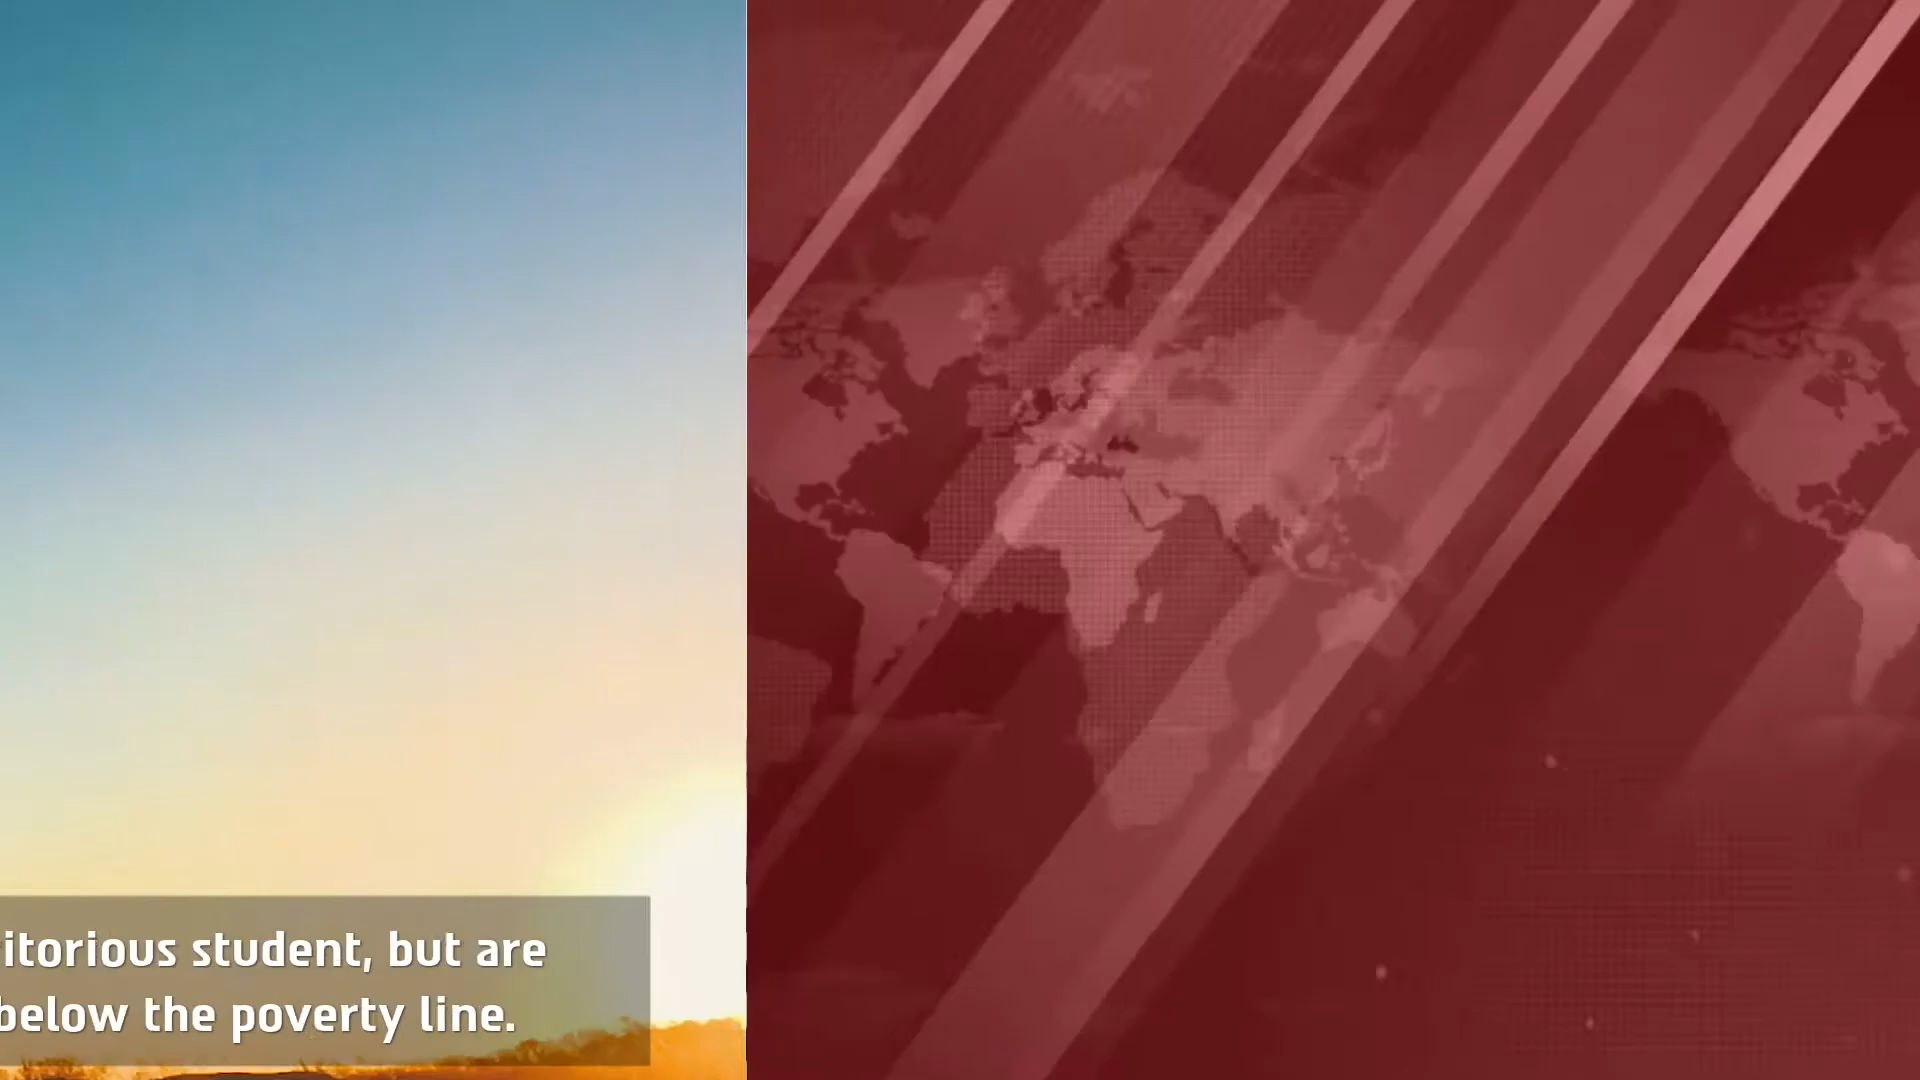 itorious student, but are
below the poverty line.